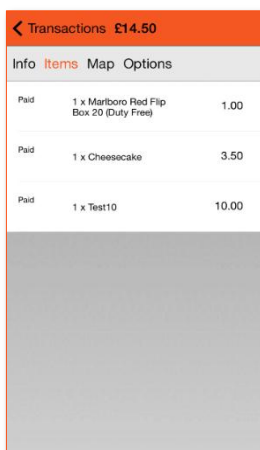 Transactions £14.50
Info Items Map Options
Paid 1 x Marlboro Red Flip Box 20 (Duty Free) 1.00
Paid 1 x Cheesecake 3.50
Paid 1 x Test10 10.00